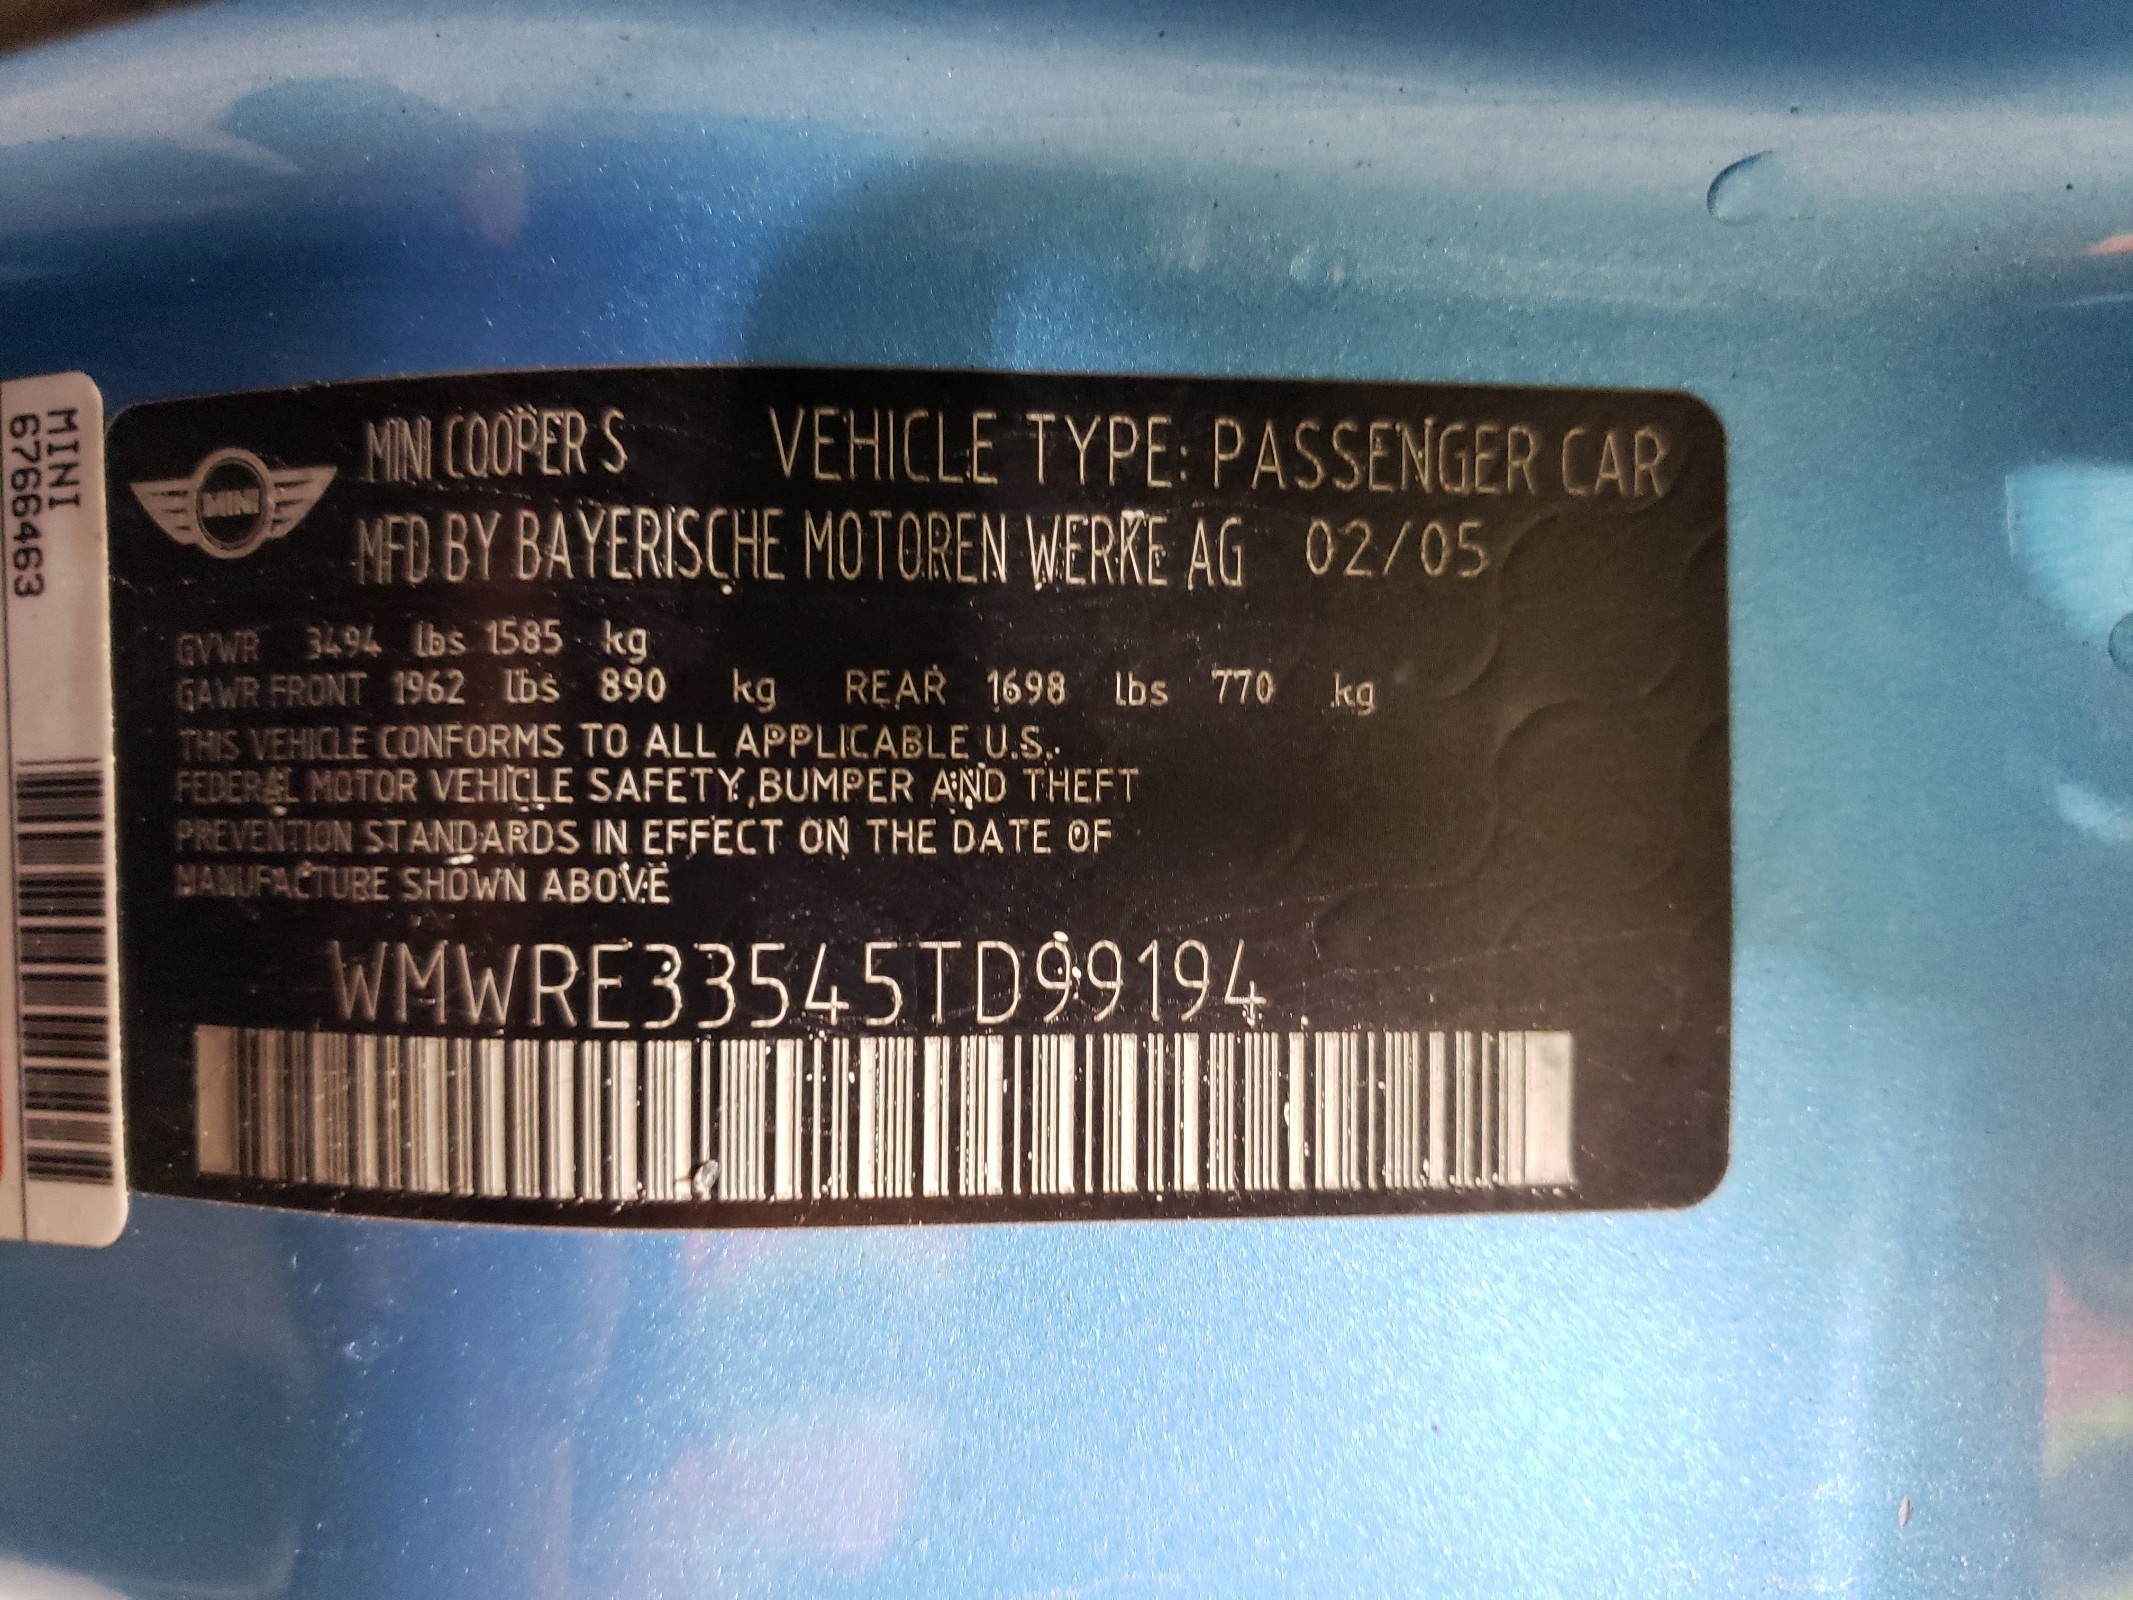 MINI
6766463
MINI
MINI COOPER S VEHICLE TYPE: PASSENGER CAR
MFD BY BAYERISCHE MOTOREN WERKE AG 02/05
GVWR 3494 lbs 1585 kg
GAWR FRONT 1962 lbs 890 kg REAR 1698 lbs 770 kg
THIS VEHICLE CONFORMS TO ALL APPLICABLE U.S.
FEDERAL MOTOR VEHICLE SAFETY,BUMPER AND THEFT
PREVENTION STANDARDS IN EFFECT ON THE DATE OF
MANUFACTURE SHOWN ABOVE
WMWRE33545TD99194